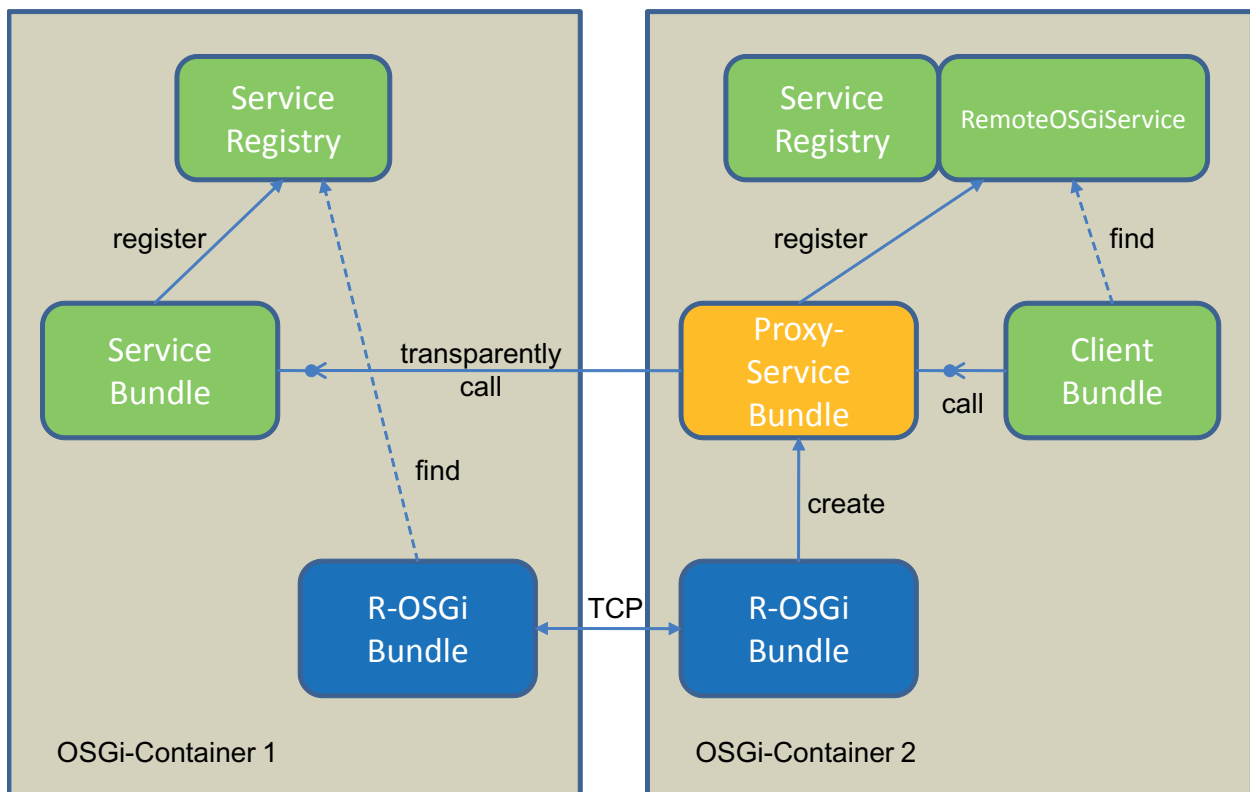 Service
Registry
Service
Registry
RemoteOSGiService
register
register
find
Service
Bundle
transparently
call
Proxy-
Service
Bundle
call
Client
Bundle
find
create
R-OSGi
Bundle
TCP
R-OSGi
Bundle
OSGi-Container 1
OSGi-Container 2